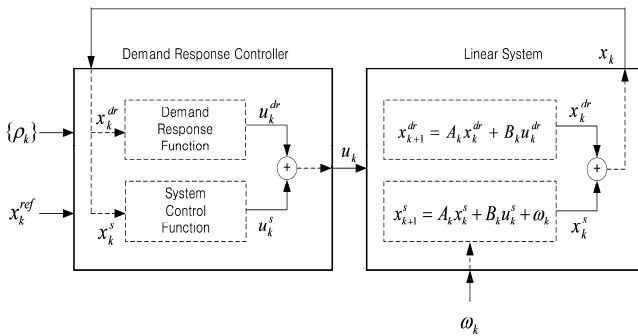 Demand Response Controller
Linear System
x_k
{ρ_k}
x_k^{ref}
x_k^{dr}
Demand
Response
Function
u_k^{dr}
+
u_k
x_k^s
System
Control
Function
u_k^s
x_{k+1}^{dr} = A_k x_k^{dr} + B_k u_k^{dr}
x_k^{dr}
+
x_{k+1}^s = A_k x_k^s + B_k u_k^s + ω_k
x_k^s
ω_k